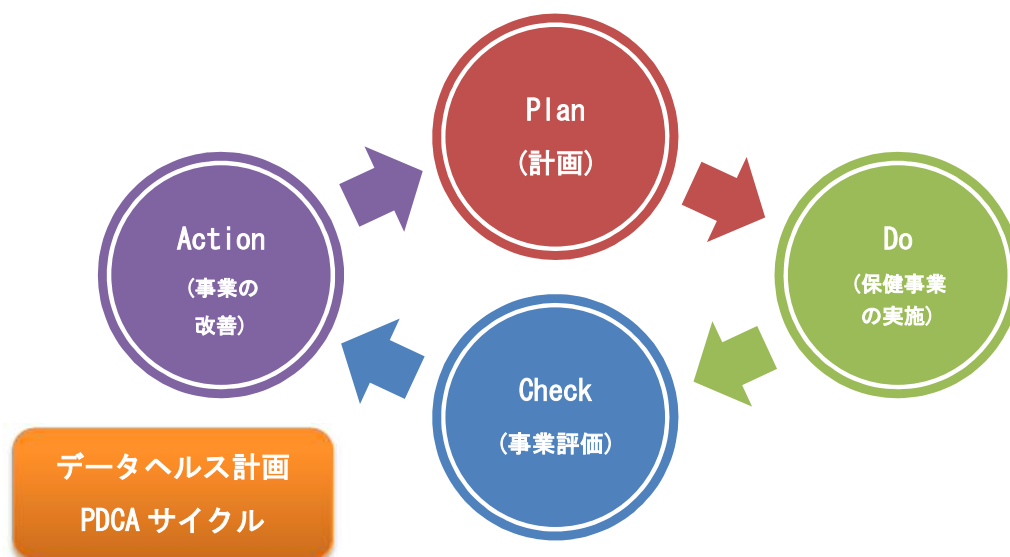 Plan
(計画)
Do
(保健事業
の実施)
Check
(事業評価)
Action
(事業の
改善)
データヘルス計画
PDCA サイクル